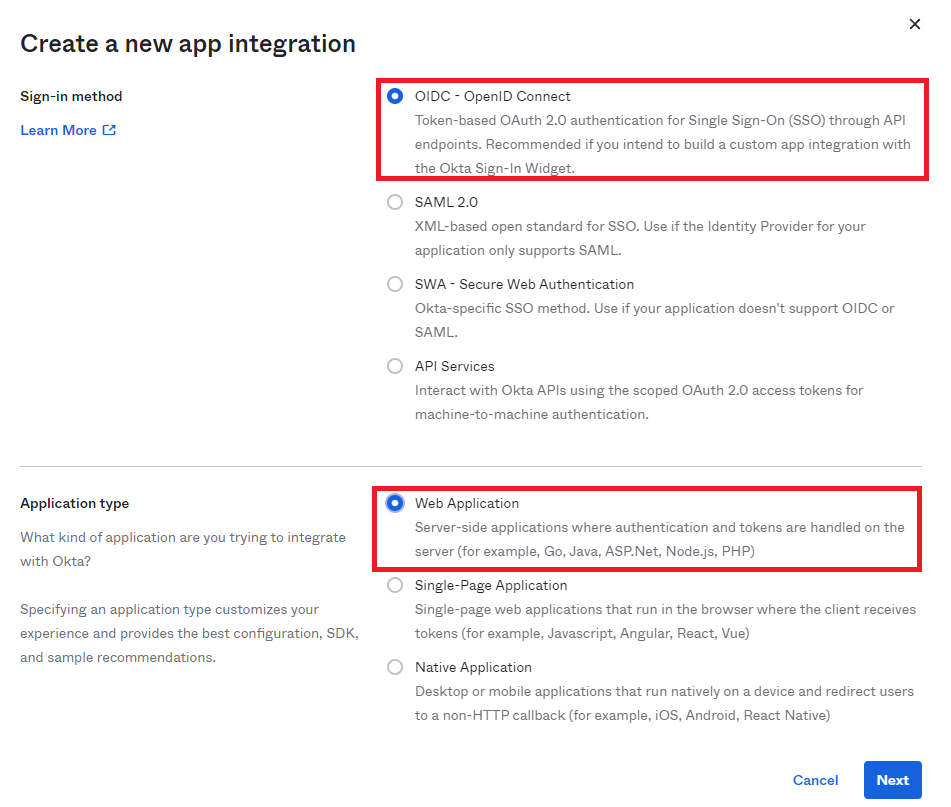 Create a new app integration
Sign-in method
Learn More
OIDC - OpenID Connect
Token-based OAuth 2.0 authentication for Single Sign-On (SSO) through API
endpoints. Recommended if you intend to build a custom app integration with
the Okta Sign-In Widget.
SAML 2.0
XML-based open standard for SSO. Use if the Identity Provider for your
application only supports SAML.
SWA - Secure Web Authentication
Okta-specific SSO method. Use if your application doesn't support OIDC or
SAML.
API Services
Interact with Okta APIs using the scoped OAuth 2.0 access tokens for
machine-to-machine authentication.
Application type
What kind of application are you trying to integrate
with Okta?
Specifying an application type customizes your
experience and provides the best configuration, SDK,
and sample recommendations.
Web Application
Server-side applications where authentication and tokens are handled on the
server (for example, Go, Java, ASP.Net, Node.js, PHP)
Single-Page Application
Single-page web applications that run in the browser where the client receives
tokens (for example, Javascript, Angular, React, Vue)
Native Application
Desktop or mobile applications that run natively on a device and redirect users
to a non-HTTP callback (for example, iOS, Android, React Native)
Cancel
Next